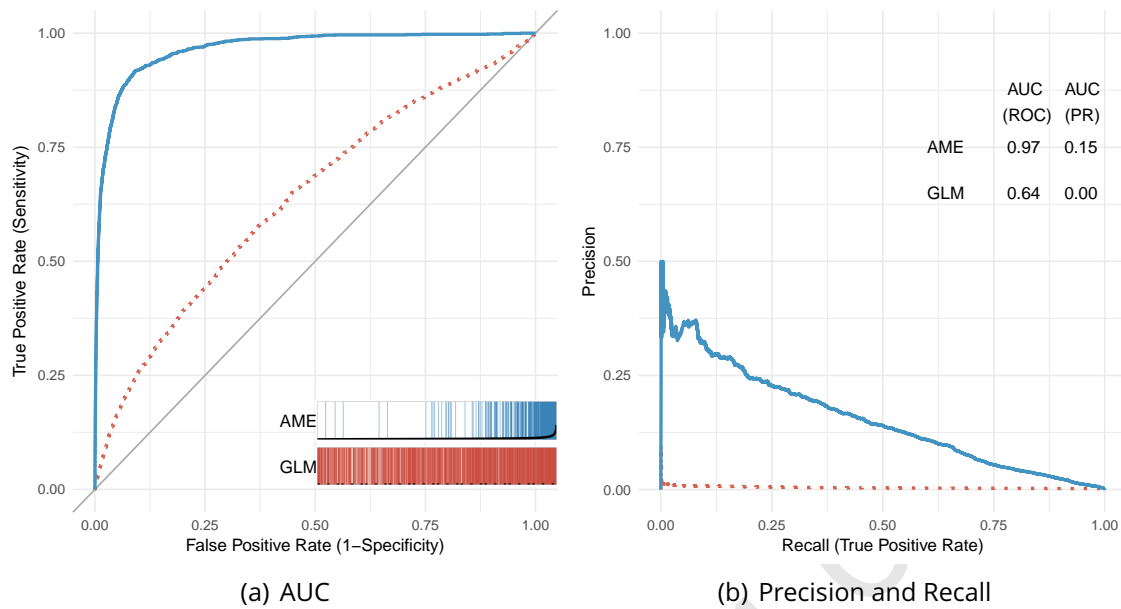 1.00
0.75
0.50
0.25
0.00
True Positive Rate (Sensitivity)
AME
GLM
0.00 0.25 0.50 0.75 1.00
False Positive Rate (1−Specificity)
(a) AUC
1.00
0.75
0.50
0.25
0.00
Precision
AUC AUC
(ROC) (PR)
AME 0.97 0.15
GLM 0.64 0.00
0.00 0.25 0.50 0.75 1.00
Recall (True Positive Rate)
(b) Precision and Recall